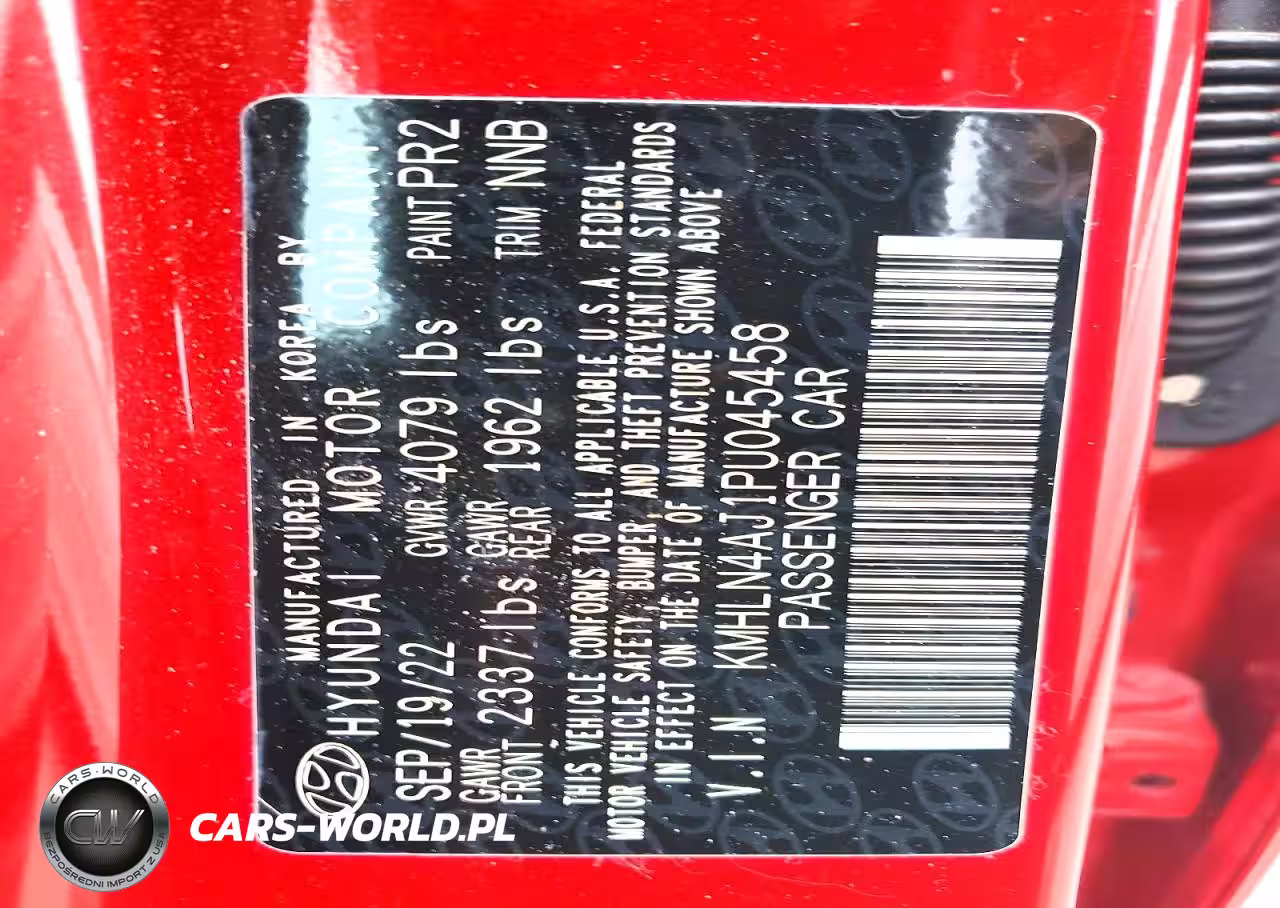 MANUFACTURED IN KOREA BY
HYUNDAI MOTOR COMPANY
SEP/19/22 GVWR 4079 lbs PAINT PR2
GAWR FRONT 2337 lbs GAWR REAR 1962 lbs TRIM NNB
THIS VEHICLE CONFORMS TO ALL APPLICABLE U.S.A. FEDERAL
MOTOR VEHICLE SAFETY, BUMPER, AND THEFT PREVENTION STANDARDS
IN EFFECT ON THE DATE OF MANUFACTURE SHOWN ABOVE
V.I.N KMHLN4AJ1PU045458
PASSENGER CAR
CARS-WORLD
CW
BEZPOŚREDNI IMPORT Z USA
CARS-WORLD.PL